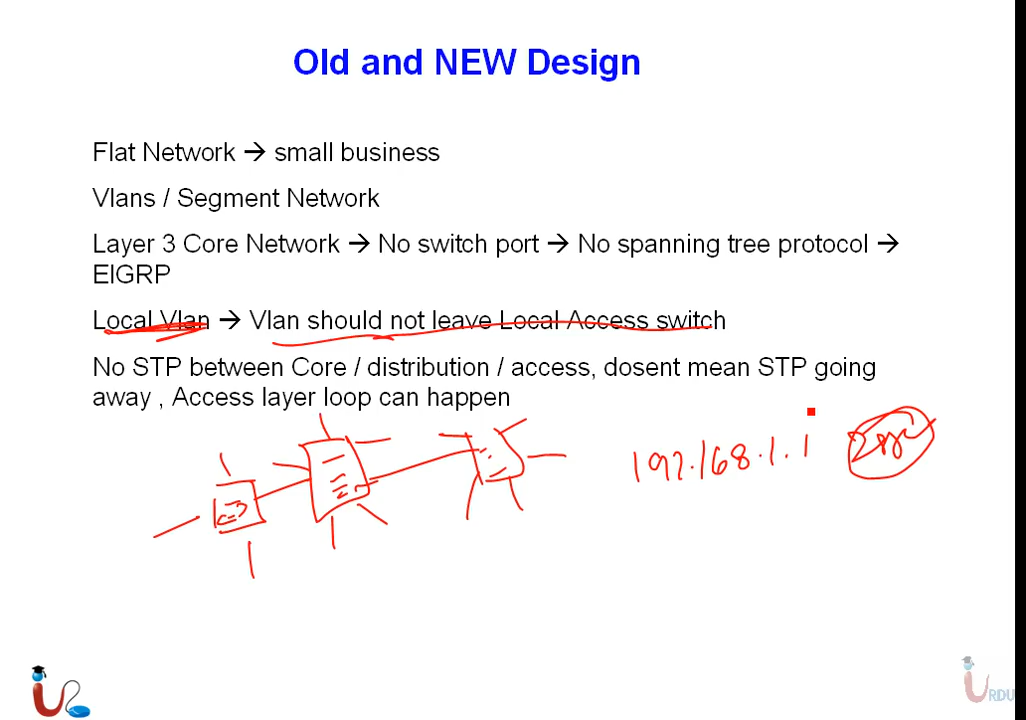 Old and NEW Design
Flat Network → small business
Vlans / Segment Network
Layer 3 Core Network → No switch port → No spanning tree protocol →
EIGRP
Local Vlan → Vlan should not leave Local Access switch
No STP between Core / distribution / access, dosent mean STP going
away , Access layer loop can happen
192.168.1.1
URDU